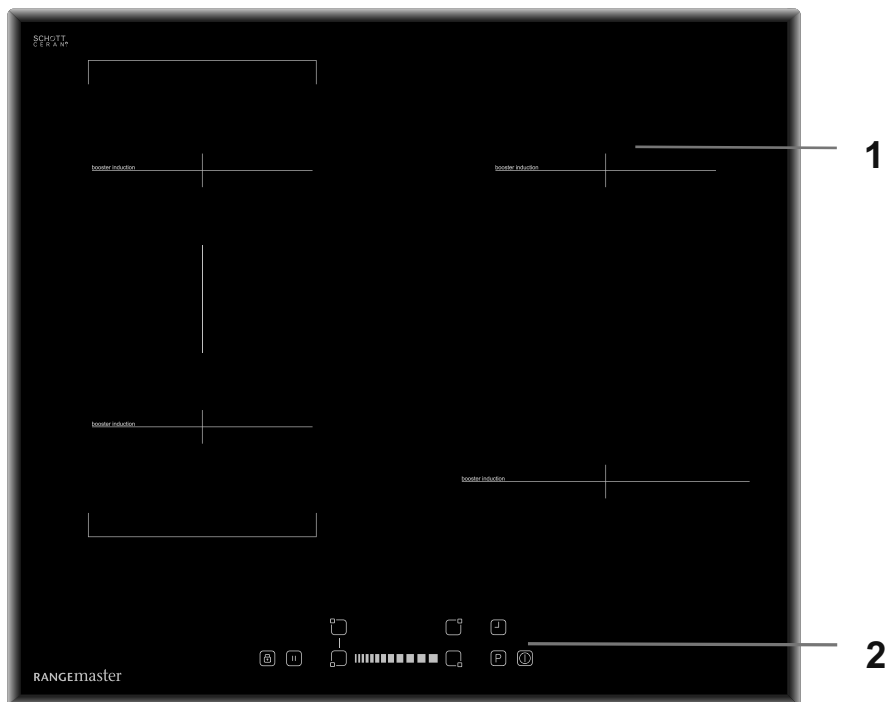 SCHOTT
CERAN®
1
booster induction
booster induction
booster induction
booster induction
2
P
RANGEmaster